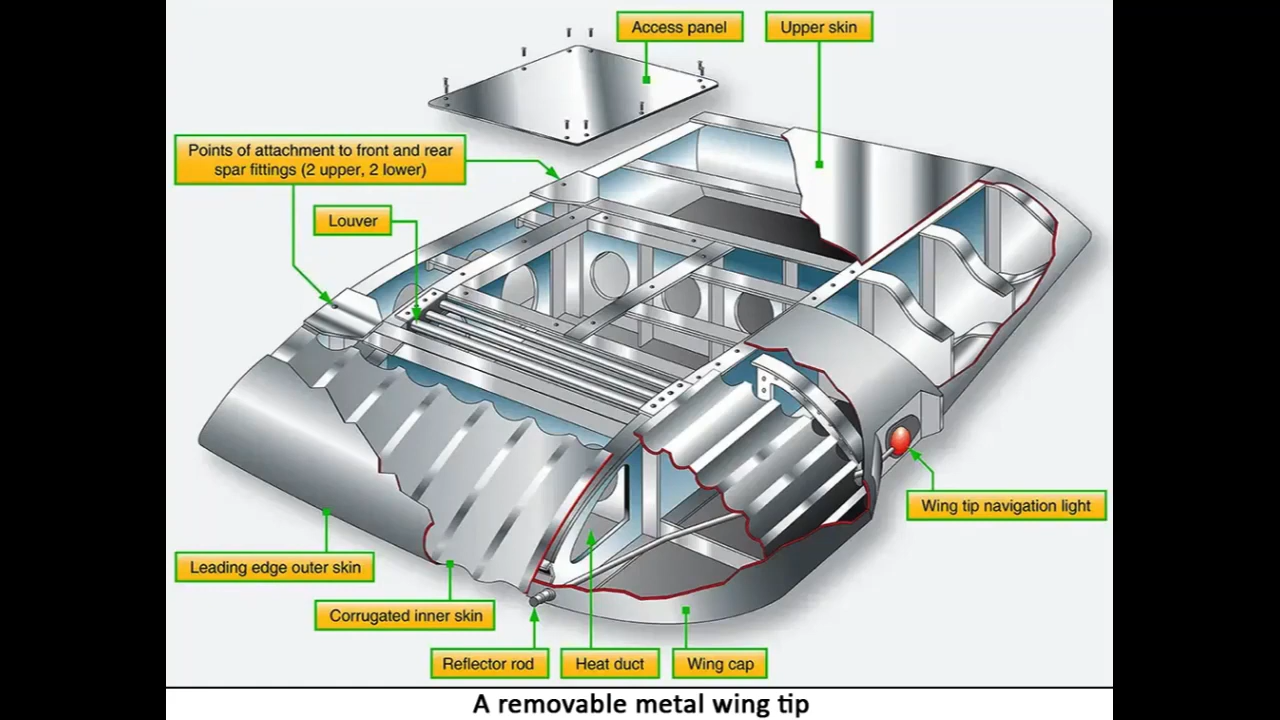 Access panel
Upper skin
Points of attachment to front and rear
spar fittings (2 upper, 2 lower)
Louver
Wing tip navigation light
Leading edge outer skin
Corrugated inner skin
Reflector rod
Heat duct
Wing cap
A removable metal wing tip